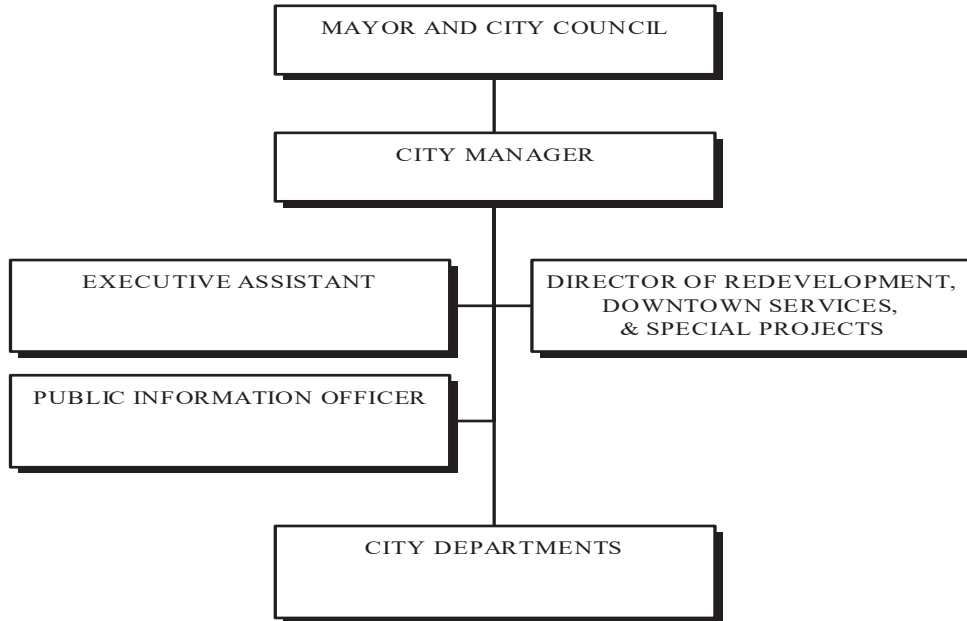 MAYOR AND CITY COUNCIL
CITY MANAGER
EXECUTIVE ASSISTANT
DIRECTOR OF REDEVELOPMENT,
DOWNTOWN SERVICES,
& SPECIAL PROJECTS
PUBLIC INFORMATION OFFICER
CITY DEPARTMENTS